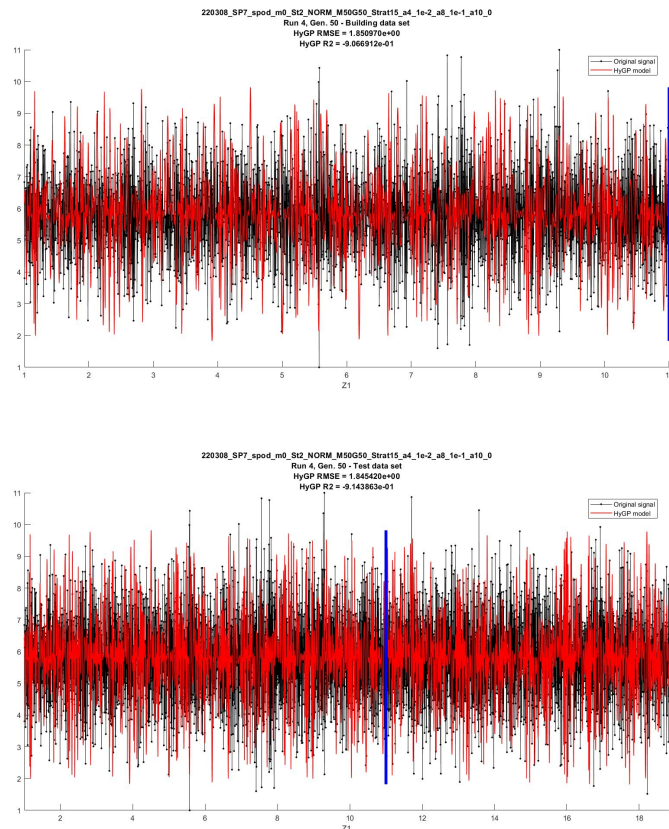 220308_SP7_spod_m0_St2_NORM_M50G50_Strat15_a4_1e-2_a8_1e-1_a10_0
Run 4, Gen. 50 - Building data set
HyGP RMSE = 1.850970e+00
HyGP R2 = -9.066912e-01
Original signal
HyGP model
11
10
9
8
7
6
5
4
3
2
1
1 2 3 4 5 6 7 8 9 10 1
Z1
220308_SP7_spod_m0_St2_NORM_M50G50_Strat15_a4_1e-2_a8_1e-1_a10_0
Run 4, Gen. 50 - Test data set
HyGP RMSE = 1.845420e+00
HyGP R2 = -9.143863e-01
Original signal
HyGP model
11
10
9
8
7
6
5
4
3
2
1
2 4 6 8 10 12 14 16 18
Z1